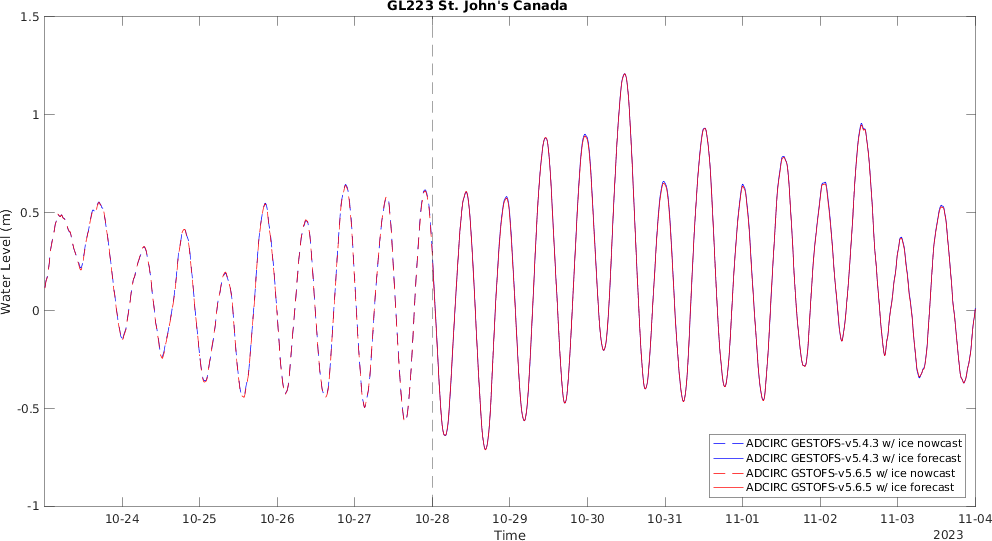 GL223 St. John's Canada
1.5
1
0.5
0
-0.5
-1
Water Level (m)
ADCIRC GESTOFS-v5.4.3 w/ ice nowcast
ADCIRC GESTOFS-v5.4.3 w/ ice forecast
ADCIRC GSTOFS-v5.6.5 w/ ice nowcast
ADCIRC GSTOFS-v5.6.5 w/ ice forecast
10-24 10-25 10-26 10-27 10-28 10-29 10-30 10-31 11-01 11-02 11-03 11-04
Time
2023